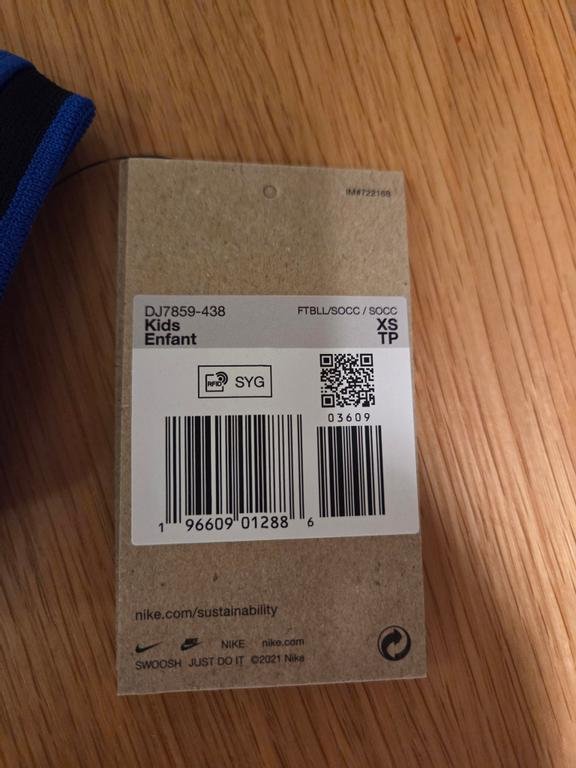 IM#722168
DJ7859-438 FTBLL/SOCC / SOCC
Kids XS
Enfant TP
RFID SYG
03609
1 96609 01288 6
nike.com/sustainability
NIKE nike.com
SWOOSH JUST DO IT ©2021 Nike